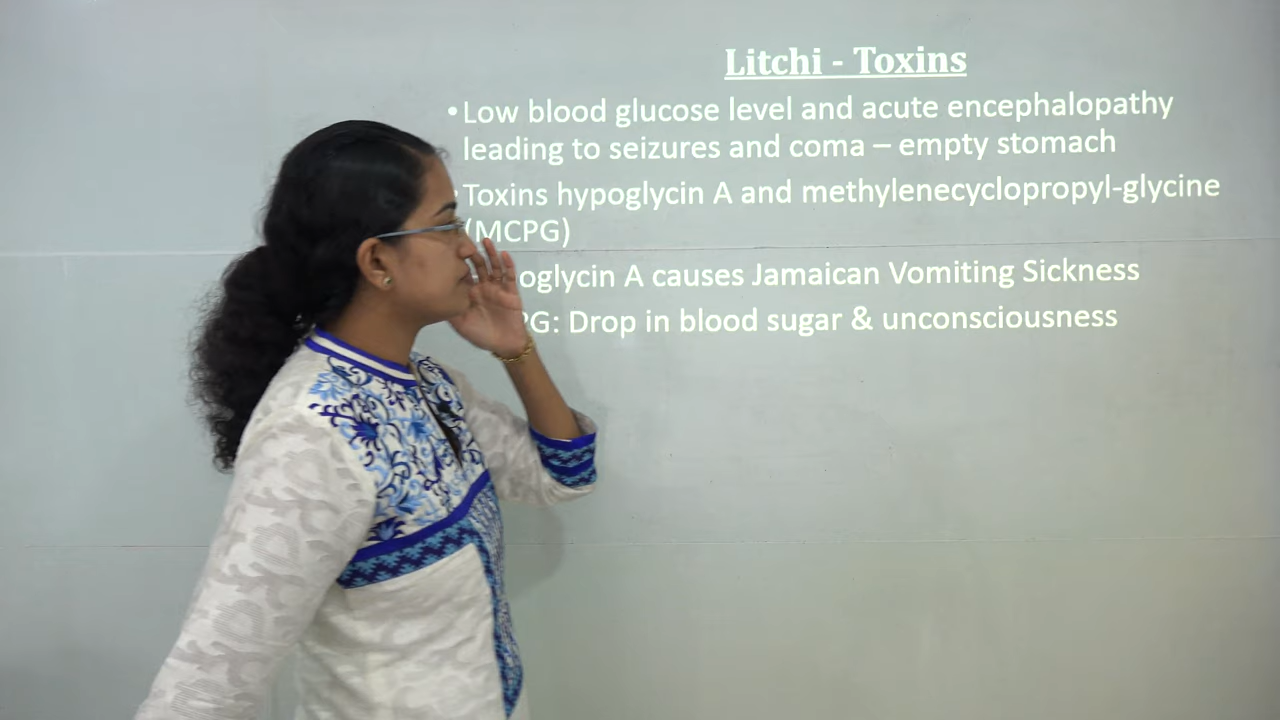 Litchi - Toxins
• Low blood glucose level and acute encephalopathy
leading to seizures and coma – empty stomach
• Toxins hypoglycin A and methylenecyclopropyl-glycine
(MCPG)
A causes Jamaican Vomiting Sickness
Drop in blood sugar & unconsciousness